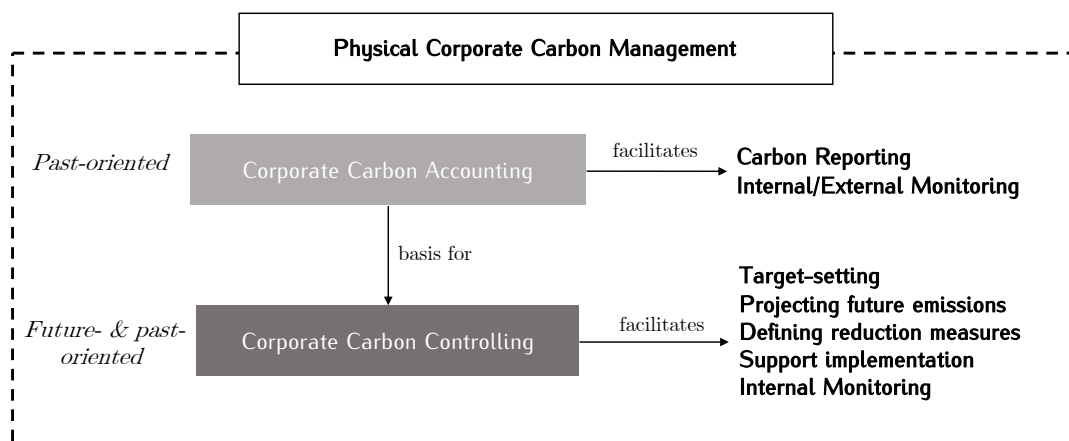 Physical Corporate Carbon Management
Past-oriented
Corporate Carbon Accounting
facilitates
Carbon Reporting
Internal/External Monitoring
basis for
Future- & past-
oriented
Corporate Carbon Controlling
facilitates
Target-setting
Projecting future emissions
Defining reduction measures
Support implementation
Internal Monitoring